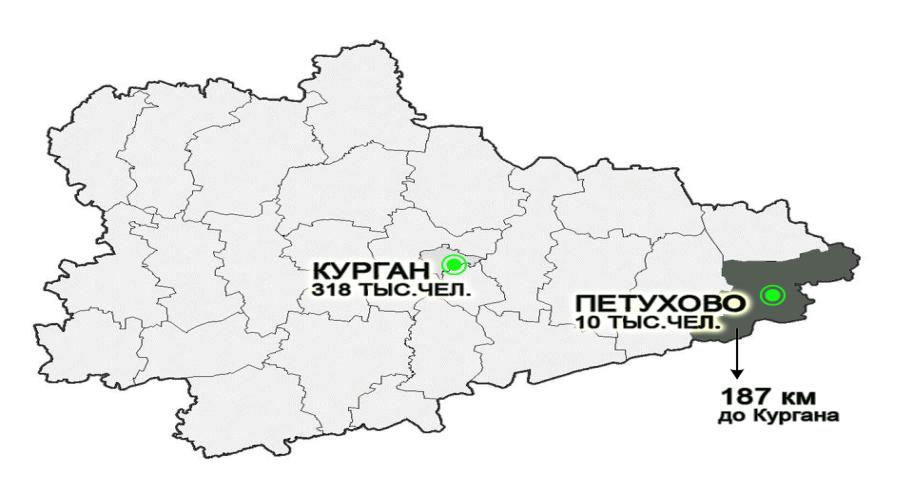 КУРГАН
318 ТЫС.ЧЕЛ.
ПЕТУХОВО
10 ТЫС.ЧЕЛ.
187 км
до Кургана